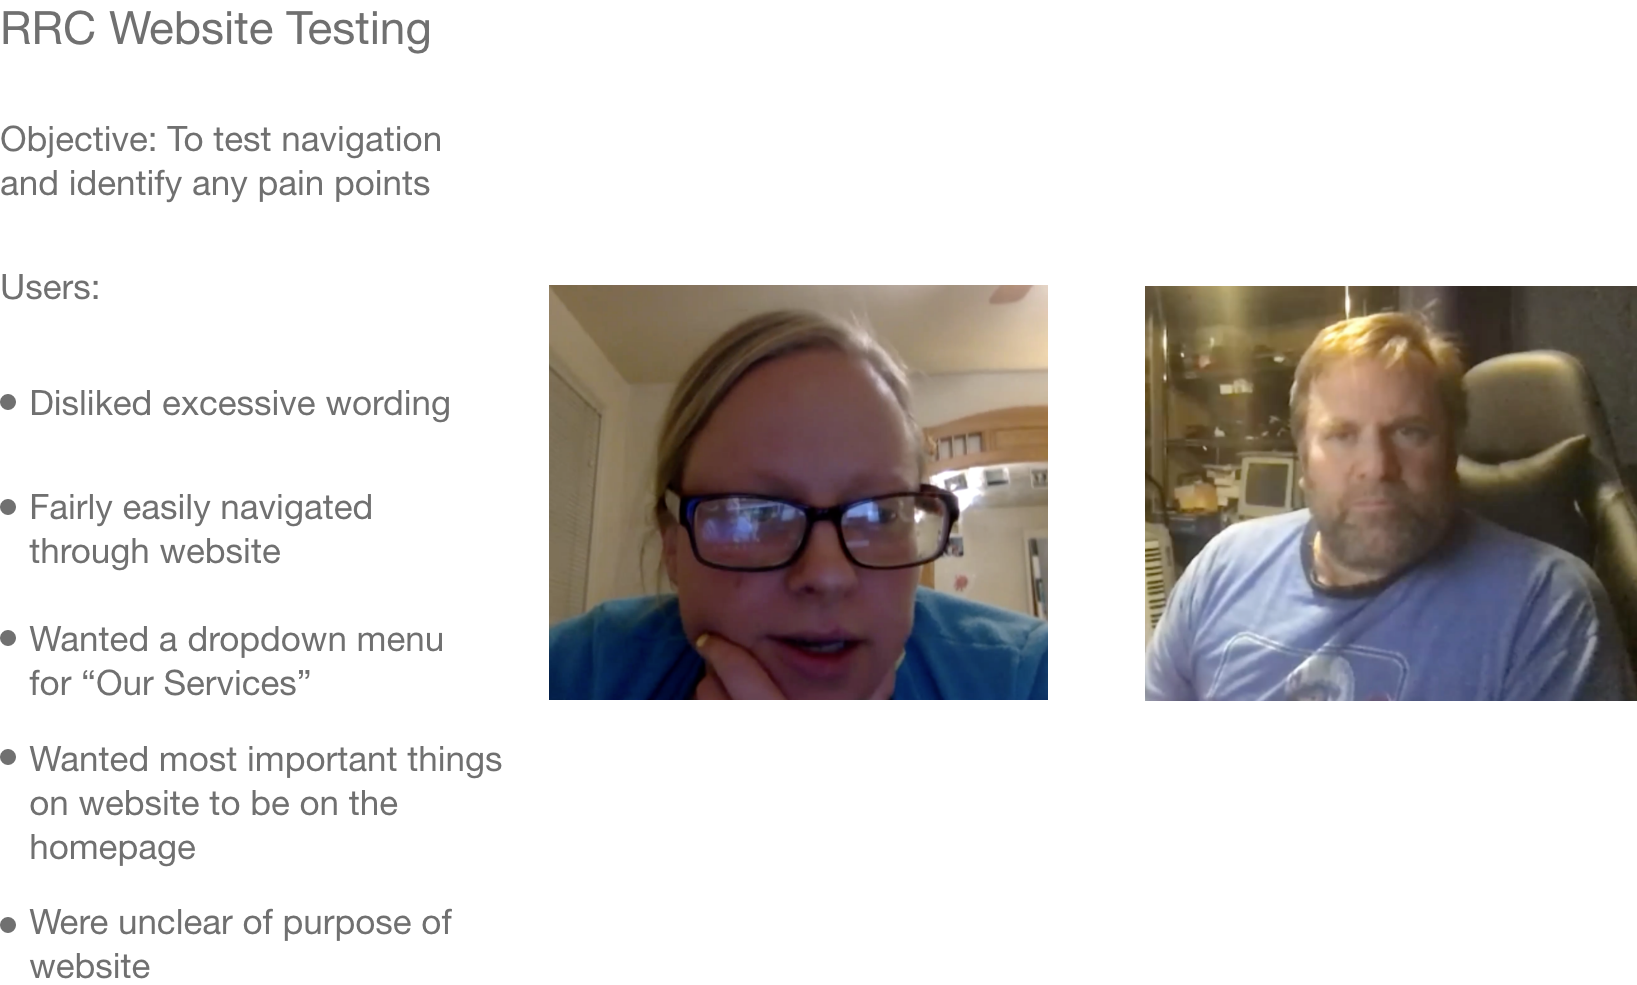 RRC Website Testing
Objective: To test navigation
and identify any pain points
Users:
Disliked excessive wording
Fairly easily navigated
through website
Wanted a dropdown menu
for “Our Services”
Wanted most important things
on website to be on the
homepage
Were unclear of purpose of
website